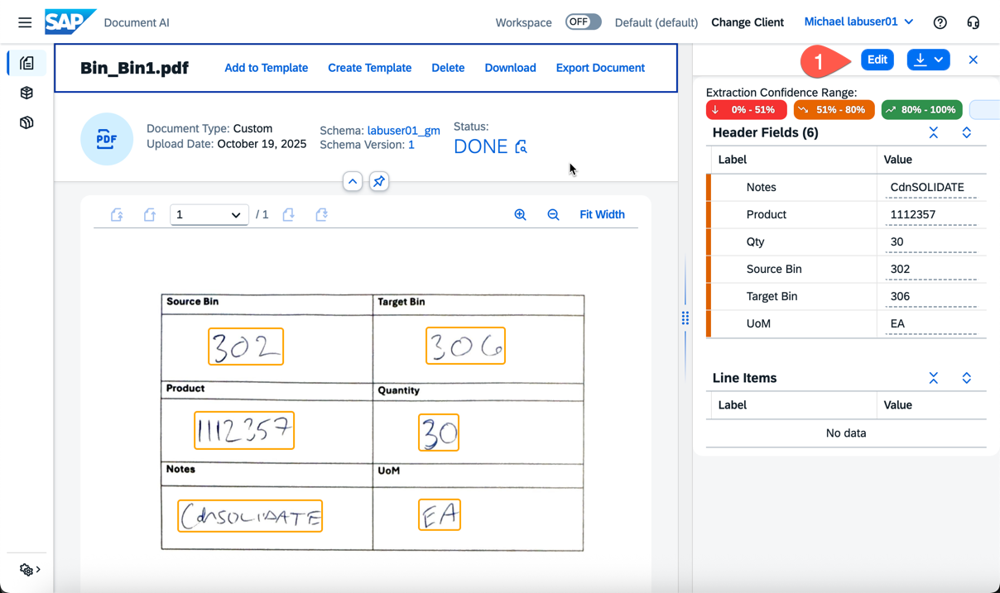 SAP Document AI Workspace OFF Default (default) Change Client Michael labuser01
Bin_Bin1.pdf Add to Template Create Template Delete Download Export Document
1 Edit
PDF
Document Type: Custom
Upload Date: October 19, 2025
Schema: labuser01_gm
Schema Version: 1
Status:
DONE
1 / 1 Fit Width
Source Bin Target Bin
302 306
Product Quantity
1112357 30
Notes UoM
CdnSOLIDATE EA
Extraction Confidence Range:
0% - 51% 51% - 80% 80% - 100%
Header Fields (6)
Label Value
Notes CdnSOLIDATE
Product 1112357
Qty 30
Source Bin 302
Target Bin 306
UoM EA
Line Items
Label Value
No data